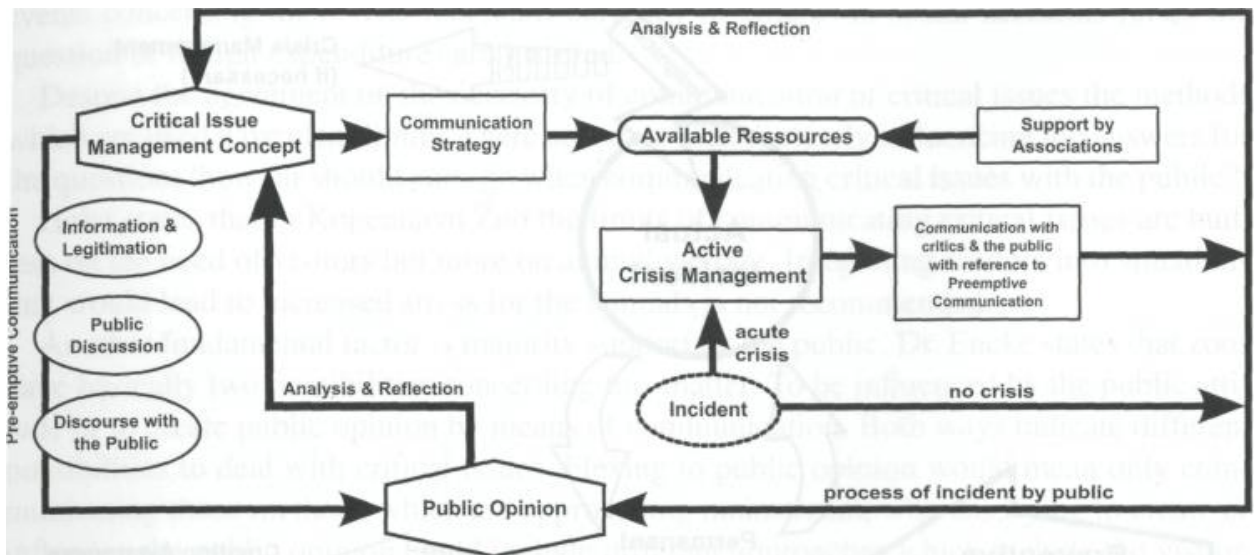 Analysis & Reflection
Critical Issue
Management Concept
Communication
Strategy
Available Ressources
Support by
Associations
Pre-emptive Communication
Information &
Legitimation
Public
Discussion
Discourse with
the Public
Active
Crisis Management
Communication with
critics & the public
with reference to
Preemptive
Communication
acute
crisis
Analysis & Reflection
Incident
no crisis
Public Opinion
process of incident by public